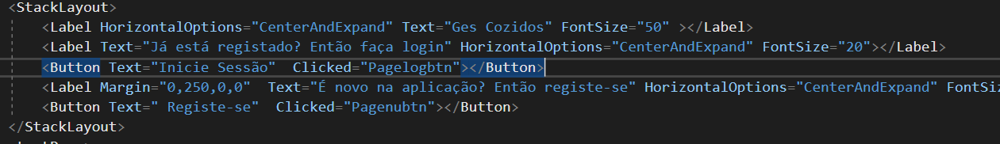 <StackLayout>
<Label HorizontalOptions="CenterAndExpand" Text="Ges Cozidos" FontSize="50" ></Label>
<Label Text="Já está registado? Então faça login" HorizontalOptions="CenterAndExpand" FontSize="20"></Label>
<Button Text="Inicie Sessão"  Clicked="Pagelogbtn"></Button>
<Label Margin="0,250,0,0"  Text="É novo na aplicação? Então registe-se" HorizontalOptions="CenterAndExpand"
<Button Text=" Registe-se"  Clicked="Pagenubtn"></Button>
</StackLayout>